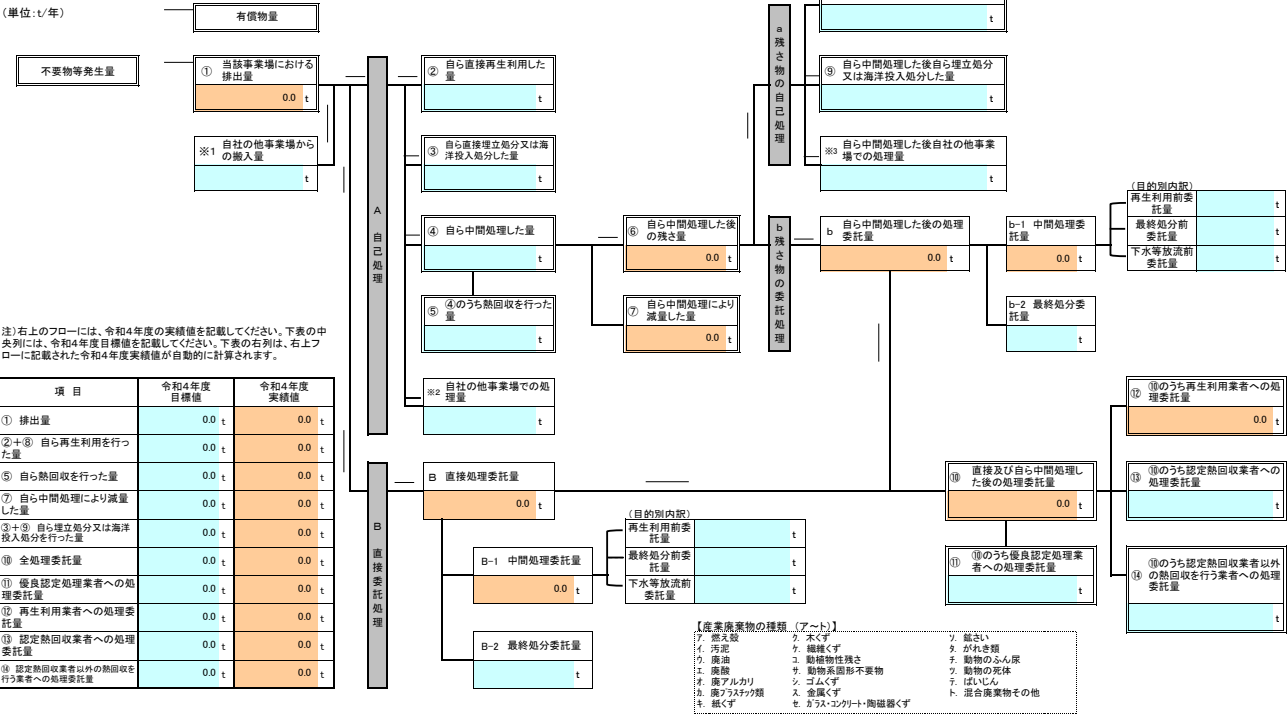 (単位:t/年)
有償物量
不要物等発生量
① 当該事業場における
排出量
0.0 t
※1 自社の他事業場から
の搬入量
t
A
自
己
処
理
② 自ら直接再生利用した
量
t
③ 自ら直接埋立処分又は海
洋投入処分した量
t
④ 自ら中間処理した量
t
⑤ ④のうち熱回収を行った
量
t
※2 自社の他事業場での処
理量
t
⑥ 自ら中間処理した後
の残さ量
0.0 t
⑦ 自ら中間処理により
減量した量
0.0 t
a
残
さ
物
の
自
己
処
理
t
⑨ 自ら中間処理した後自ら埋立処分
又は海洋投入処分した量
t
※3 自ら中間処理した後自社の他事業
場での処理量
t
b
残
さ
物
の
委
託
処
理
b 自ら中間処理した後の処理
委託量
0.0 t
b-1 中間処理委
託量
0.0 t
b-2 最終処分委
託量
t
(目的別内訳)
再生利用前委
託量 t
最終処分前
委託量 t
下水等放流前
委託量 t
注)右上のフローには、令和4年度の実績値を記載してください。下表の中
央列には、令和4年度目標値を記載してください。下表の右列は、右上フ
ローに記載された令和4年度実績値が自動的に計算されます。
項 目 令和4年度 令和4年度
目標値 実績値
① 排出量 0.0 t 0.0 t
②+⑧ 自ら再生利用を行っ
た量 0.0 t 0.0 t
⑤ 自ら熱回収を行った量 0.0 t 0.0 t
⑦ 自ら中間処理により減量
した量 0.0 t 0.0 t
③+⑨ 自ら埋立処分又は海洋
投入処分を行った量 0.0 t 0.0 t
⑩ 全処理委託量 0.0 t 0.0 t
⑪ 優良認定処理業者への処
理委託量 0.0 t 0.0 t
⑫ 再生利用業者への処理委
託量 0.0 t 0.0 t
⑬ 認定熱回収業者への処理
委託量 0.0 t 0.0 t
⑭ 認定熱回収業者以外の熱回収を
行う業者への処理委託量 0.0 t 0.0 t
B
直
接
委
託
処
理
B 直接処理委託量
0.0 t
B-1 中間処理委託量
0.0 t
B-2 最終処分委託量
t
(目的別内訳)
再生利用前委
託量 t
最終処分前委
託量 t
下水等放流前
委託量 t
⑩ 直接及び自ら中間処理し
た後の処理委託量
0.0 t
⑪ ⑩のうち優良認定処理業
者への処理委託量
t
⑫ ⑩のうち再生利用業者への処
理委託量
0.0 t
⑬ ⑩のうち認定熱回収業者への
処理委託量
t
⑭ ⑩のうち認定熱回収業者以外
の熱回収を行う業者への処理
委託量
t
【産業廃棄物の種類 (ア~ト)】
ア. 燃え殻 ク. 木くず ソ. 鉱さい
イ. 汚泥 ケ. 繊維くず タ. がれき類
ウ. 廃油 コ. 動植物性残さ チ. 動物のふん尿
エ. 廃酸 サ. 動物系固形不要物 ツ. 動物の死体
オ. 廃アルカリ シ. ゴムくず テ. ばいじん
カ. 廃プラスチック類 ス. 金属くず ト. 混合廃棄物その他
キ. 紙くず セ. ガラス・コンクリート・陶磁器くず